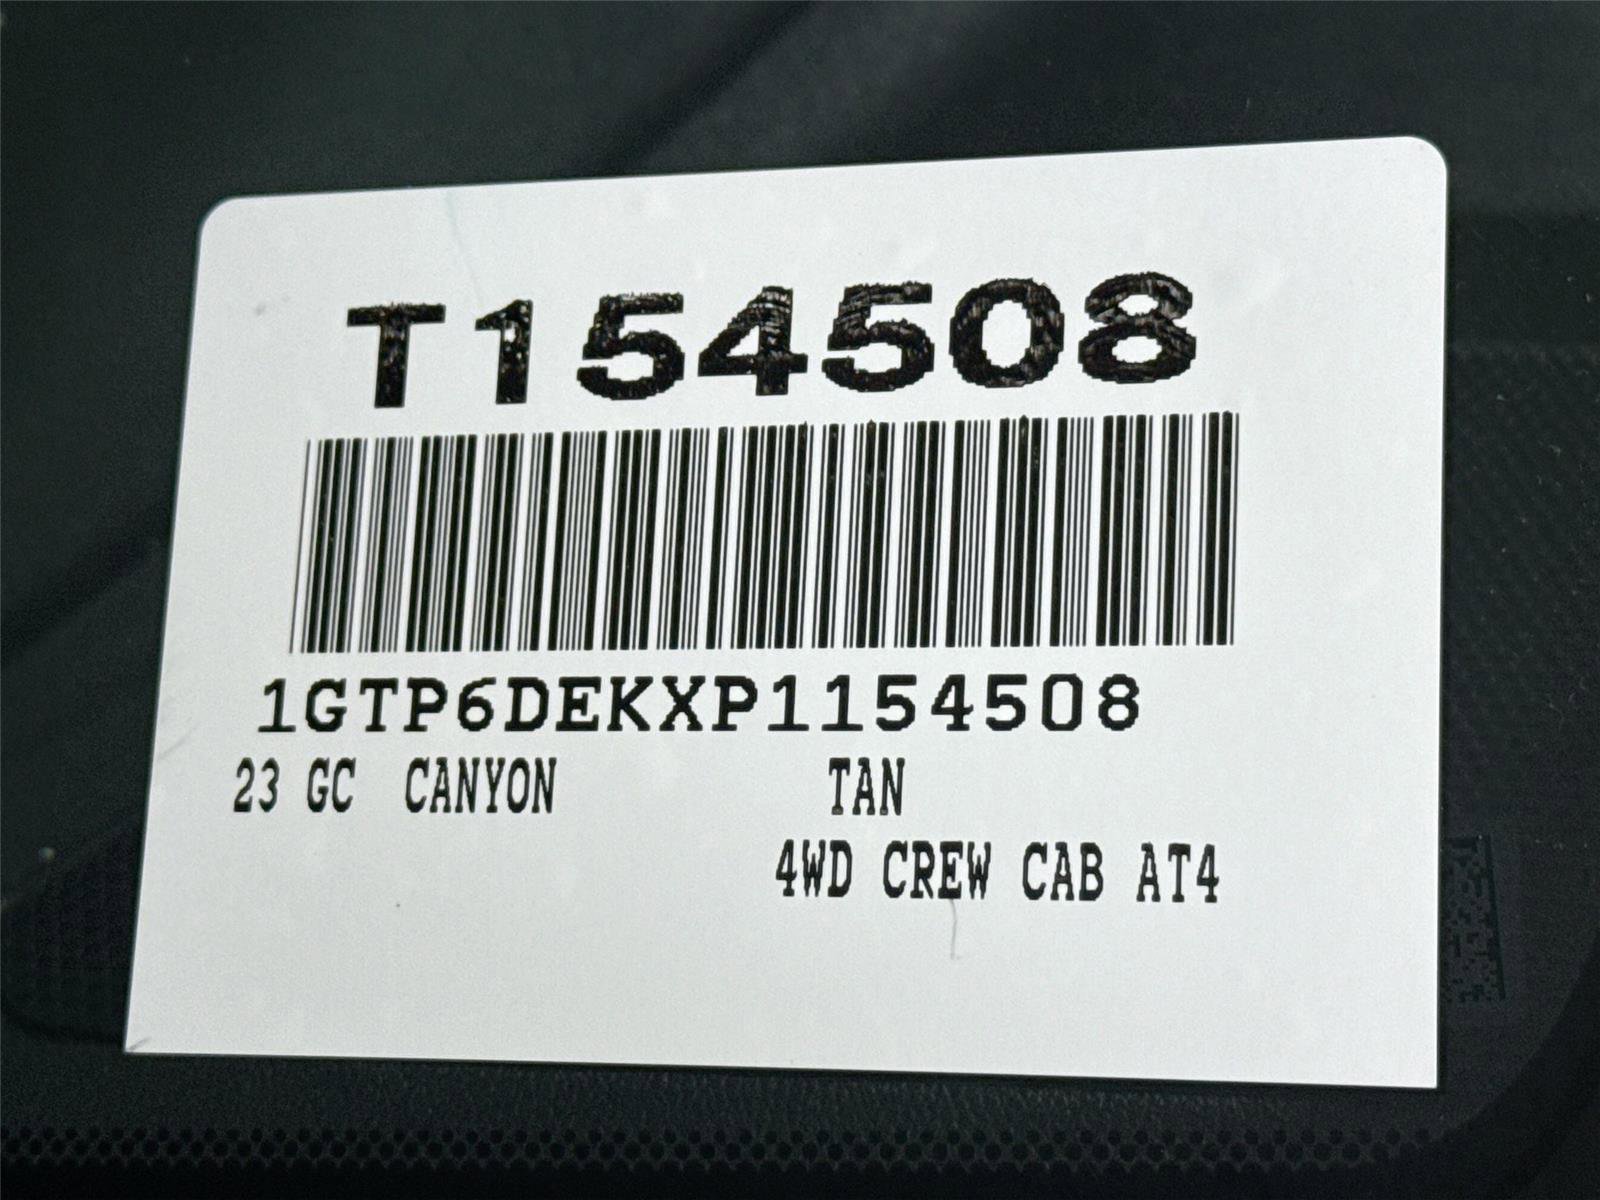 T154508
1GTP6DEKXP1154508
23 GC CANYON TAN
4WD CREW CAB AT4